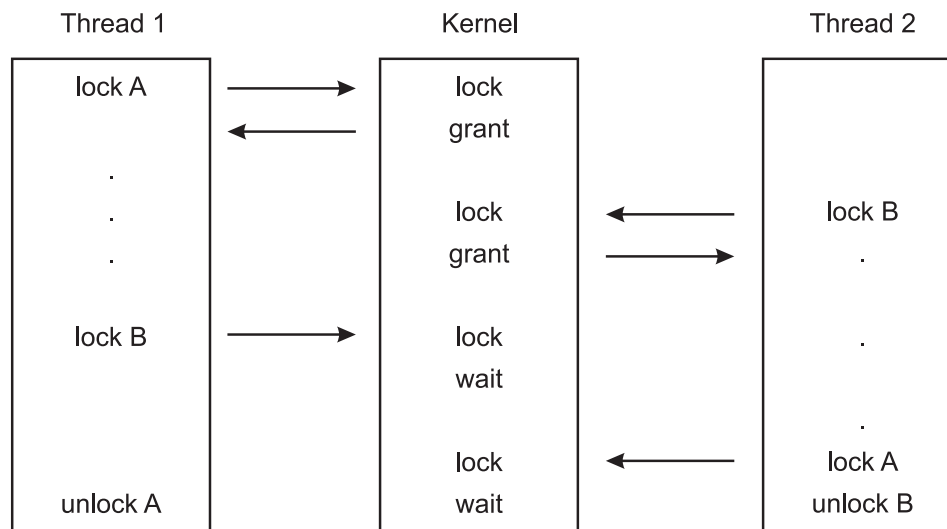 Thread 1 Kernel Thread 2
lock A lock
grant
.
. lock lock B
. grant .
lock B lock .
wait
.
lock lock A
unlock A wait unlock B